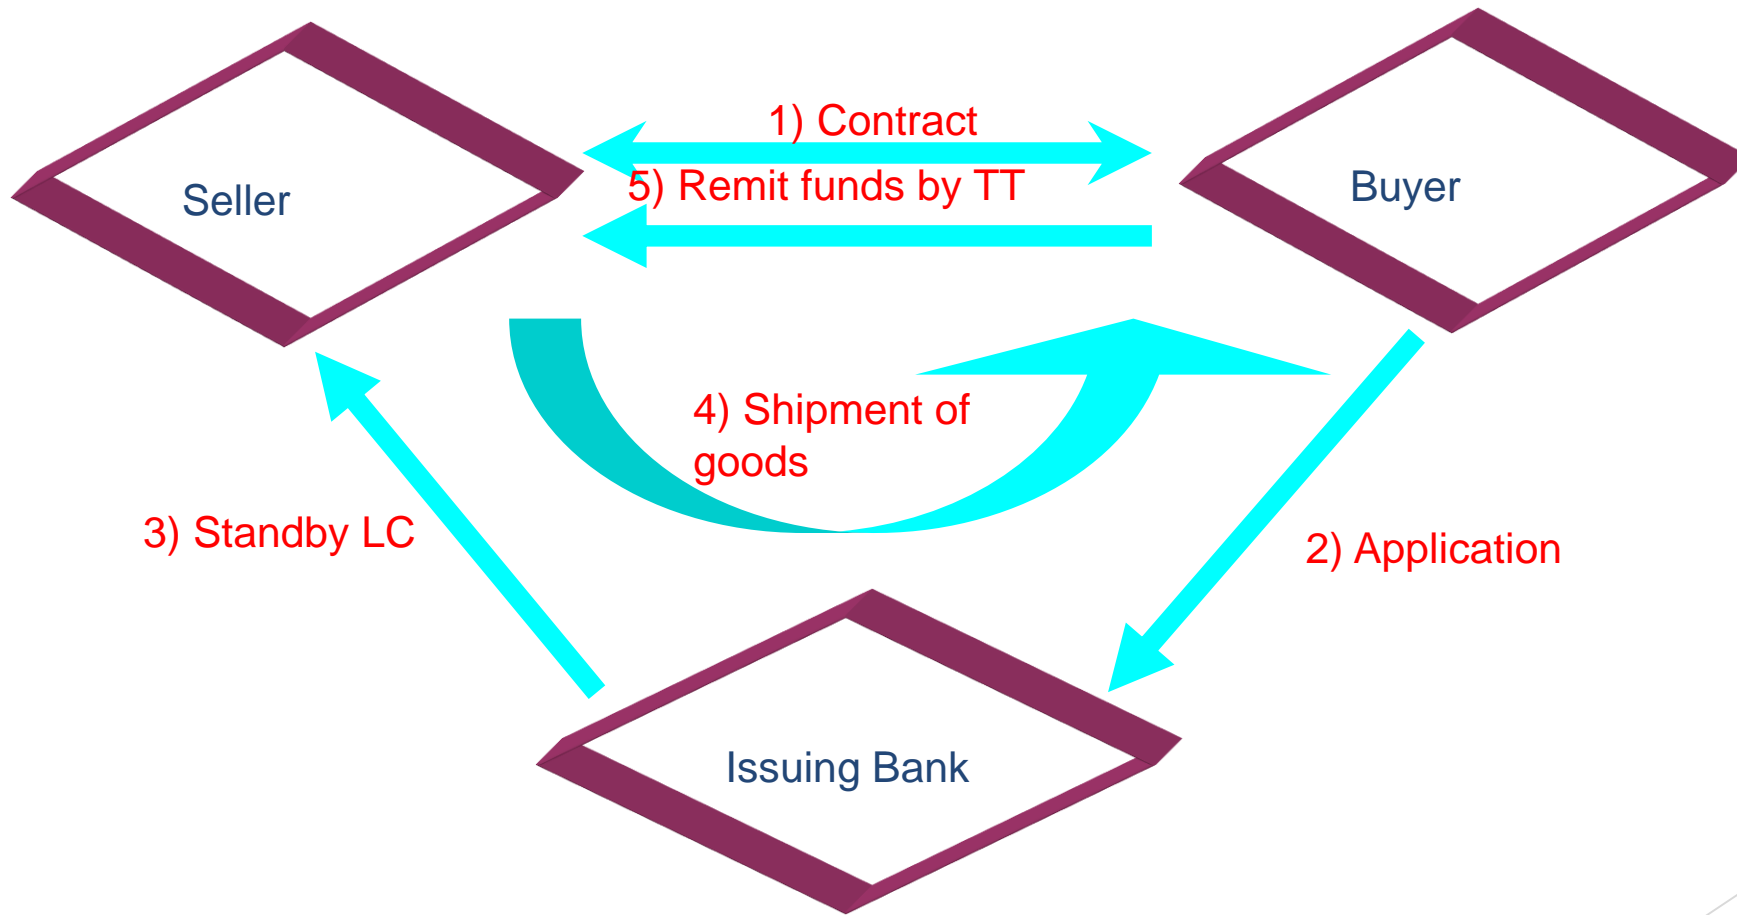 1) Contract
5) Remit funds by TT
Seller
Buyer
4) Shipment of
goods
3) Standby LC
2) Application
Issuing Bank